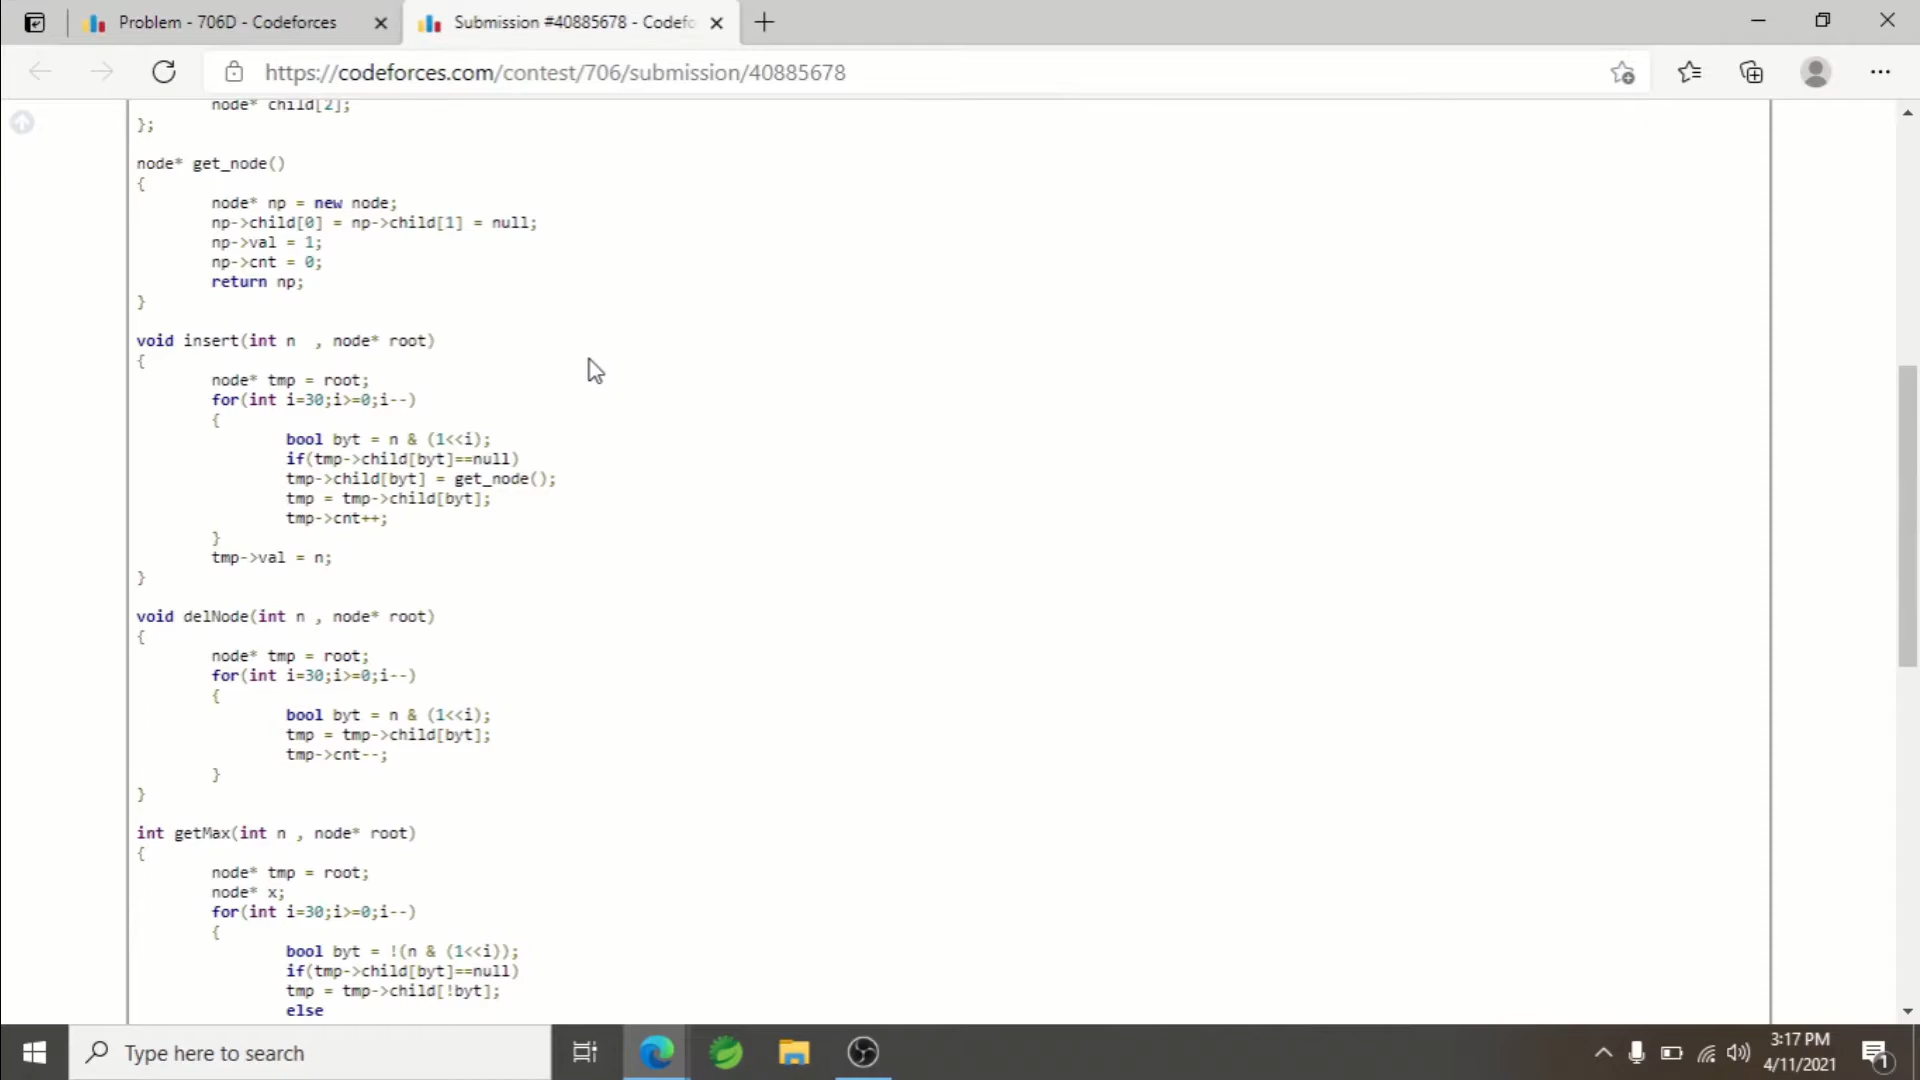 Problem - 706D - Codeforces
Submission #40885678 - Codefo
https://codeforces.com/contest/706/submission/40885678
node* child[2];
};
node* get_node()
{
node* np = new node;
np->child[0] = np->child[1] = null;
np->val = 1;
np->cnt = 0;
return np;
}
void insert(int n  , node* root)
{
node* tmp = root;
for(int i=30;i>=0;i--)
{
bool byt = n & (1<<i);
if(tmp->child[byt]==null)
tmp->child[byt] = get_node();
tmp = tmp->child[byt];
tmp->cnt++;
}
tmp->val = n;
}
void delNode(int n , node* root)
{
node* tmp = root;
for(int i=30;i>=0;i--)
{
bool byt = n & (1<<i);
tmp = tmp->child[byt];
tmp->cnt--;
}
}
int getMax(int n , node* root)
{
node* tmp = root;
node* x;
for(int i=30;i>=0;i--)
{
bool byt = !(n & (1<<i));
if(tmp->child[byt]==null)
tmp = tmp->child[!byt];
else
Type here to search
3:17 PM
4/11/2021
1